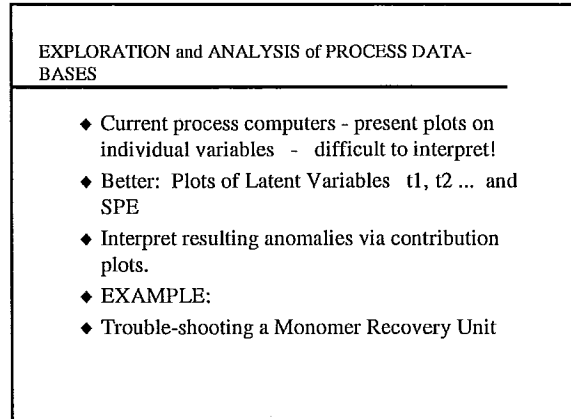 EXPLORATION and ANALYSIS of PROCESS DATA-
BASES
♦ Current process computers - present plots on
individual variables - difficult to interpret!
♦ Better: Plots of Latent Variables t1, t2 ... and
SPE
♦ Interpret resulting anomalies via contribution
plots.
♦ EXAMPLE:
♦ Trouble-shooting a Monomer Recovery Unit